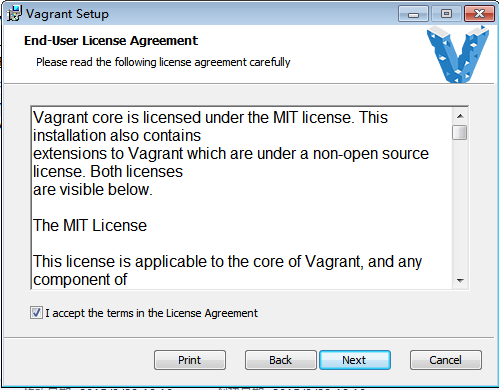 Vagrant Setup
End-User License Agreement
Please read the following license agreement carefully
Vagrant core is licensed under the MIT license. This
installation also contains
extensions to Vagrant which are under a non-open source
license. Both licenses
are visible below.
The MIT License
This license is applicable to the core of Vagrant, and any
component of
I accept the terms in the License Agreement
Print
Back
Next
Cancel